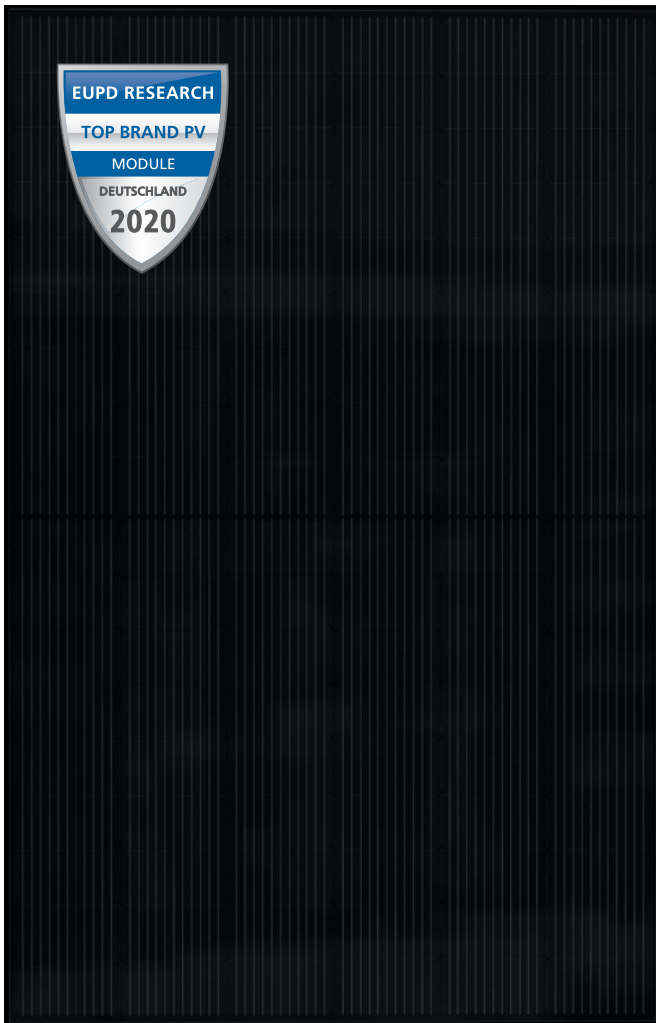 EUPD RESEARCH
TOP BRAND PV
MODULE
DEUTSCHLAND
2020